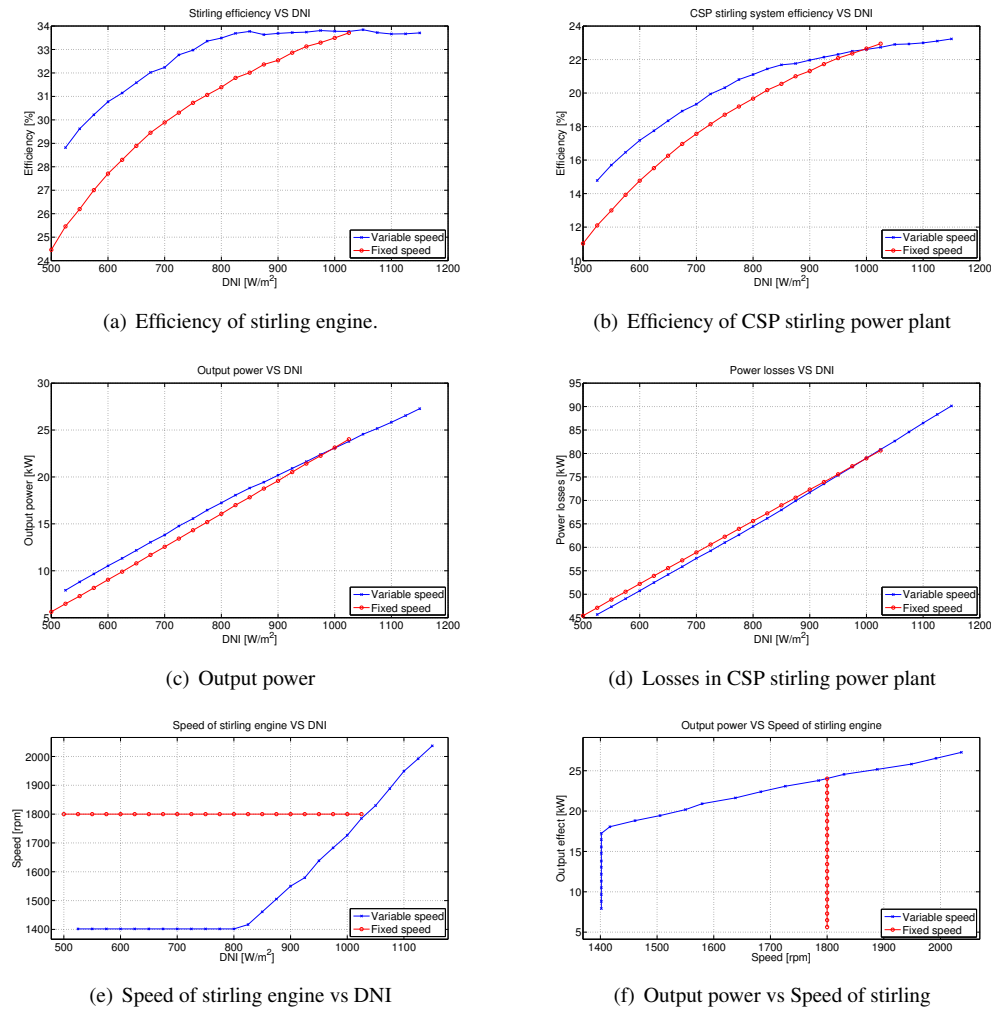 Stirling efficiency VS DNI
34
33
32
31
30
29
28
27
26
25
24
Efficiency [%]
500 600 700 800 900 1000 1100 1200
DNI [W/m²]
Variable speed
Fixed speed
(a) Efficiency of stirling engine.
CSP stirling system efficiency VS DNI
24
22
20
18
16
14
12
10
Efficiency [%]
500 600 700 800 900 1000 1100 1200
DNI [W/m²]
Variable speed
Fixed speed
(b) Efficiency of CSP stirling power plant
Output power VS DNI
30
25
20
15
10
5
Output power [kW]
500 600 700 800 900 1000 1100 1200
DNI [W/m²]
Variable speed
Fixed speed
(c) Output power
Power losses VS DNI
95
90
85
80
75
70
65
60
55
50
45
Power losses [kW]
500 600 700 800 900 1000 1100 1200
DNI [W/m²]
Variable speed
Fixed speed
(d) Losses in CSP stirling power plant
Speed of stirling engine VS DNI
2000
1900
1800
1700
1600
1500
1400
Speed [rpm]
500 600 700 800 900 1000 1100
DNI [W/m²]
Variable speed
Fixed speed
(e) Speed of stirling engine vs DNI
Output power VS Speed of stirling engine
25
20
15
10
5
Output effect [kW]
1400 1500 1600 1700 1800 1900 2000
Speed [rpm]
Variable speed
Fixed speed
(f) Output power vs Speed of stirling